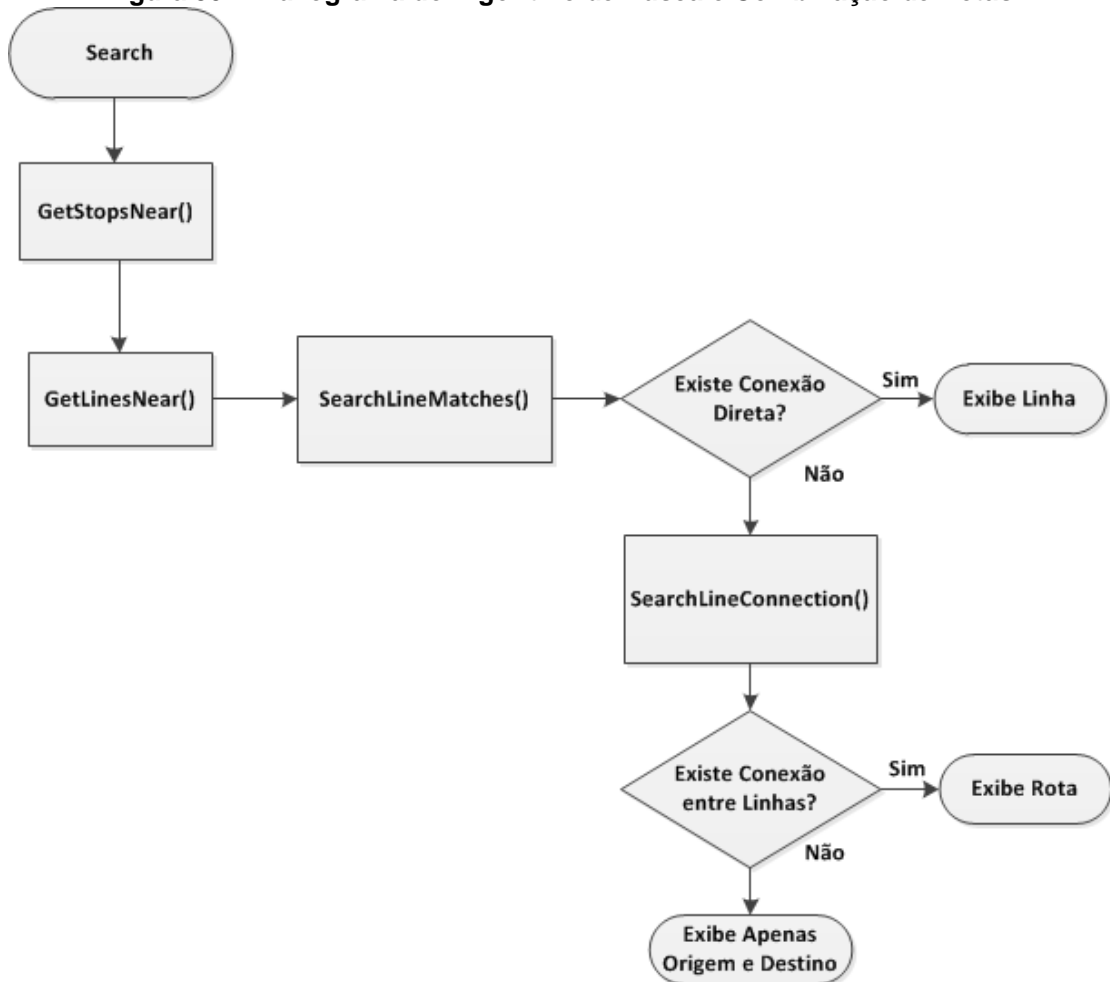 Search
GetStopsNear()
GetLinesNear()
SearchLineMatches()
Existe Conexão
Direta?
Sim
Exibe Linha
Não
SearchLineConnection()
Existe Conexão
entre Linhas?
Sim
Exibe Rota
Não
Exibe Apenas
Origem e Destino